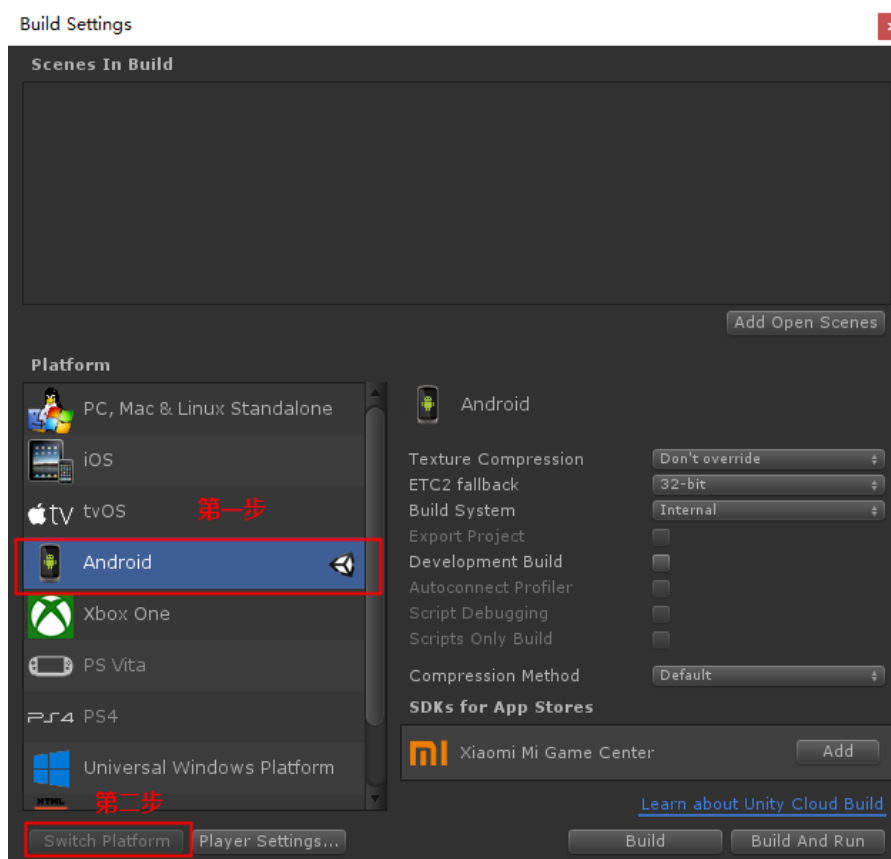 Build Settings
Scenes In Build
Add Open Scenes
Platform
PC, Mac & Linux Standalone
iOS
tv tvOS
第一步
Android
Xbox One
PS Vita
PS4 PS4
Universal Windows Platform
HTML
第二步
Switch Platform
Player Settings...
Android
Texture Compression Don't override
ETC2 fallback 32-bit
Build System Internal
Export Project
Development Build
Autoconnect Profiler
Script Debugging
Scripts Only Build
Compression Method Default
SDKs for App Stores
Xiaomi Mi Game Center Add
Learn about Unity Cloud Build
Build
Build And Run